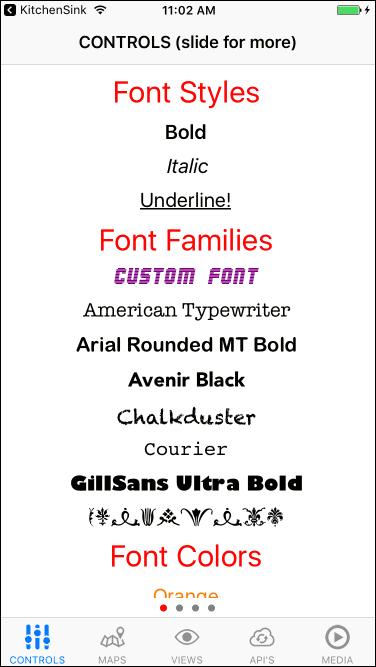 KitchenSink
11:02 AM
CONTROLS (slide for more)
Font Styles
Bold
Italic
Underline!
Font Families
CUSTOM FONT
American Typewriter
Arial Rounded MT Bold
Avenir Black
Chalkduster
Courier
GillSans Ultra Bold
Font Colors
Orange
CONTROLS
MAPS
VIEWS
API'S
MEDIA